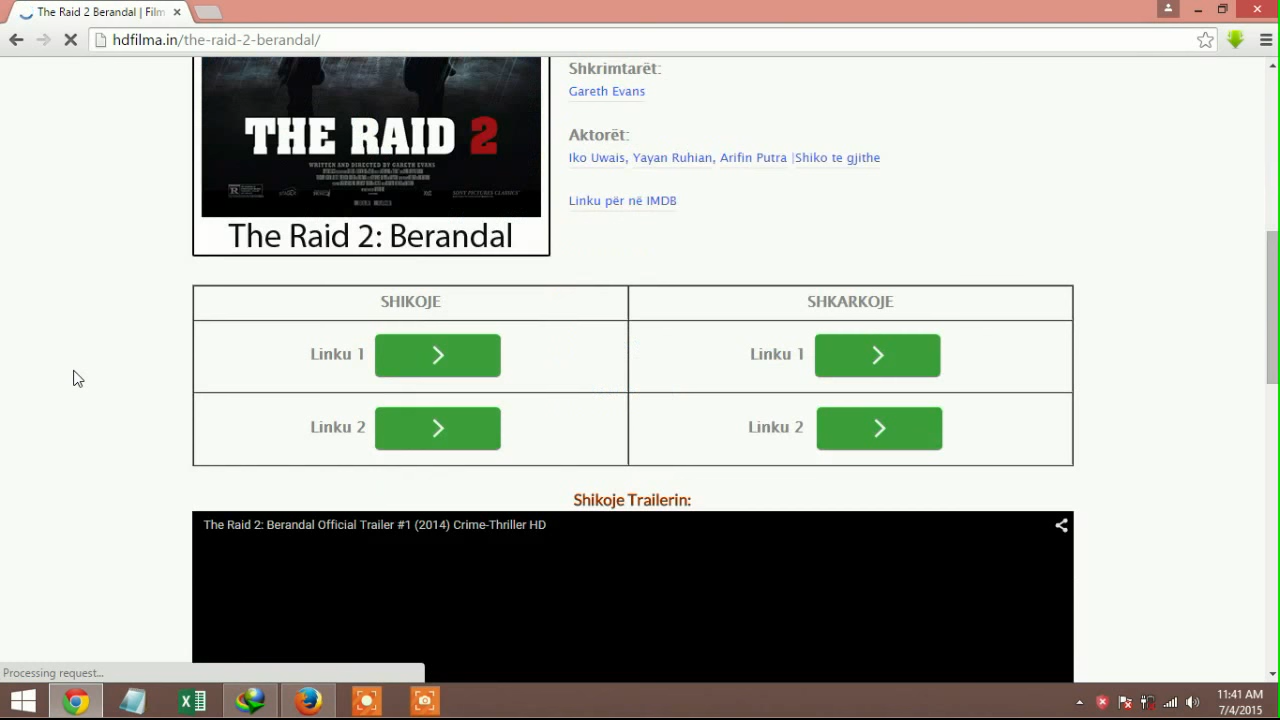 The Raid 2 Berandal | Film
hdfilma.in/the-raid-2-berandal/
Shkrimtarët:
Gareth Evans
Aktorët:
Iko Uwais, Yayan Ruhian, Arifin Putra |Shiko te gjithe
Linku për në IMDB
THE RAID 2
WRITTEN AND DIRECTED BY GARETH EVANS
The Raid 2: Berandal
SHIKOJE SHKARKOJE
Linku 1 Linku 1
Linku 2 Linku 2
Shikoje Trailerin:
The Raid 2: Berandal Official Trailer #1 (2014) Crime-Thriller HD
Processing request...
11:41 AM
7/4/2015